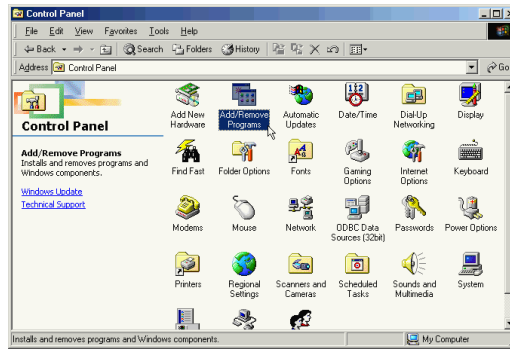 Control Panel
File Edit View Favorites Tools Help
Back Search Folders History
Address Control Panel Go
Control Panel
Add/Remove Programs
Installs and removes programs and
Windows components.
Windows Update
Technical Support
Add New
Hardware
Add/Remove
Programs
Automatic
Updates
Date/Time
Dial-Up
Networking
Display
Find Fast
Folder Options
Fonts
Gaming
Options
Internet
Options
Keyboard
Modems
Mouse
Network
ODBC Data
Sources (32bit)
Passwords
Power Options
Printers
Regional
Settings
Scanners and
Cameras
Scheduled
Tasks
Sounds and
Multimedia
System
Installs and removes programs and Windows components.
My Computer